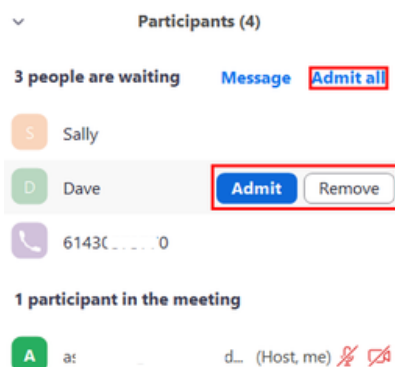 Participants (4)
3 people are waiting Message Admit all
S Sally
D Dave Admit Remove
A d... (Host, me)
1 participant in the meeting